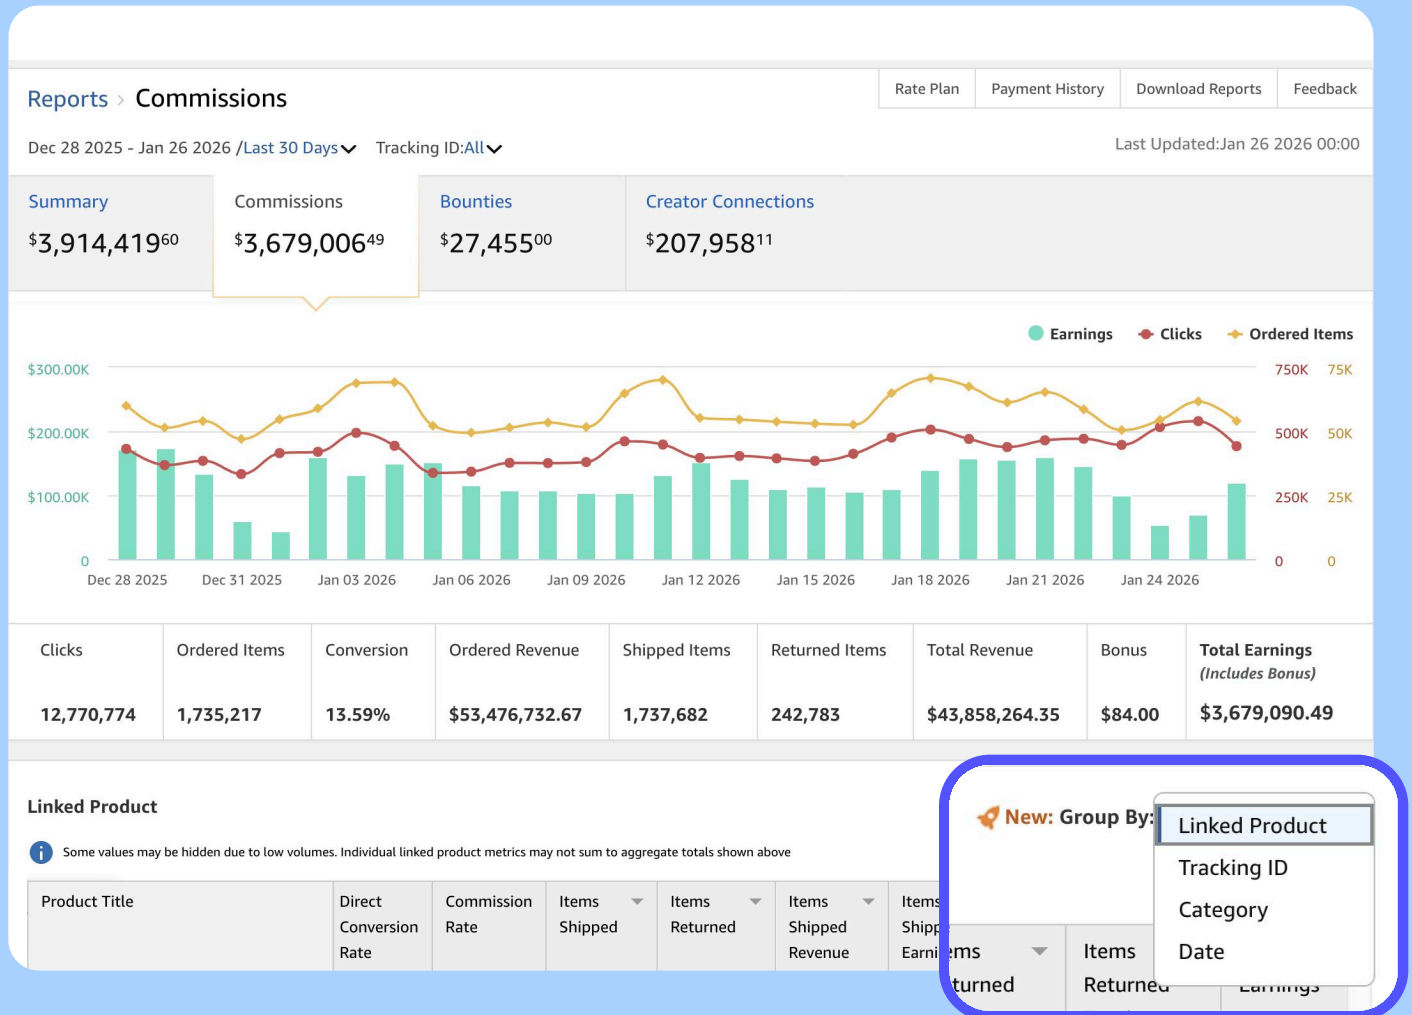 Reports > Commissions
Rate Plan Payment History Download Reports Feedback
Dec 28 2025 - Jan 26 2026 /Last 30 Days Tracking ID:All
Last Updated:Jan 26 2026 00:00
Summary Commissions Bounties Creator Connections
$3,914,41960 $3,679,00649 $27,45500 $207,95811
Earnings Clicks Ordered Items
$300.00K 750K 75K
$200.00K 500K 50K
$100.00K 250K 25K
0 0 0
Dec 28 2025 Dec 31 2025 Jan 03 2026 Jan 06 2026 Jan 09 2026 Jan 12 2026 Jan 15 2026 Jan 18 2026 Jan 21 2026 Jan 24 2026
Clicks Ordered Items Conversion Ordered Revenue Shipped Items Returned Items Total Revenue Bonus Total Earnings
(Includes Bonus)
12,770,774 1,735,217 13.59% $53,476,732.67 1,737,682 242,783 $43,858,264.35 $84.00 $3,679,090.49
Linked Product
Some values may be hidden due to low volumes. Individual linked product metrics may not sum to aggregate totals shown above
Product Title
Direct
Conversion
Rate
Commission
Rate
Items
Shipped
Items
Returned
Items
Shipped
Revenue
Items
Shipp
Earni
New: Group By:
Linked Product
Tracking ID
Category
Date
ems
turned
Items
Returned
Earnings